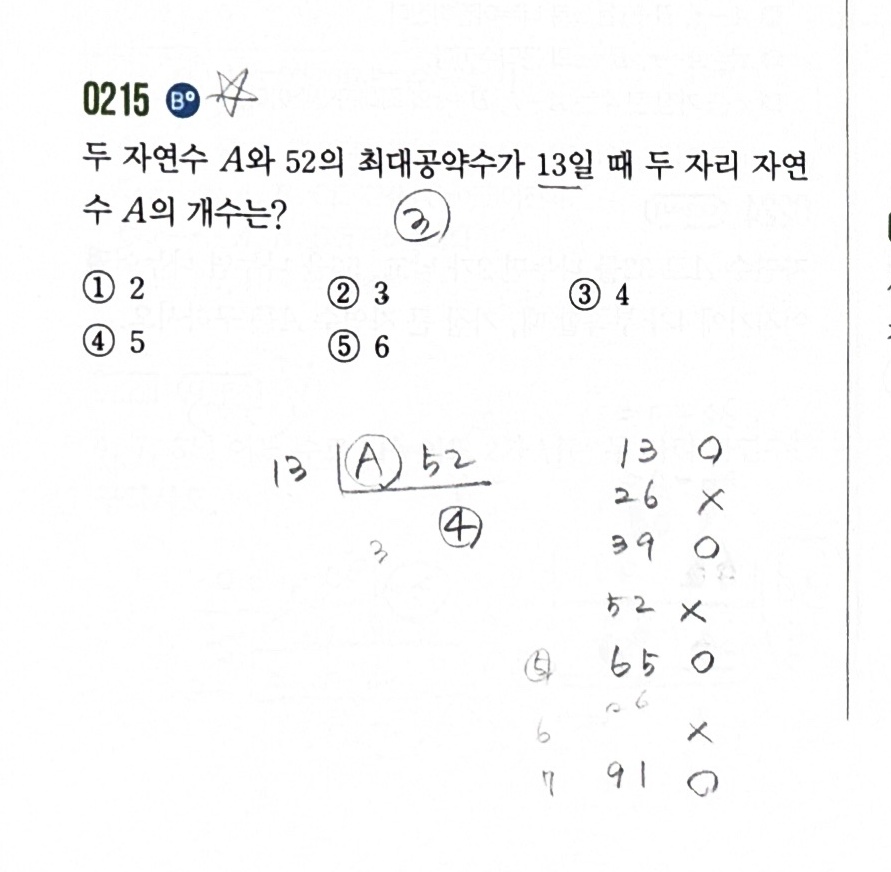 0215 B°
두 자연수 A와 52의 최대공약수가 13일 때 두 자리 자연
수 A의 개수는?
③
① 2 ② 3 ③ 4
④ 5 ⑤ 6
13 A 52
3 ④
13 O
26 X
39 O
52 X
⑤ 65 O
6 X
7 91 O